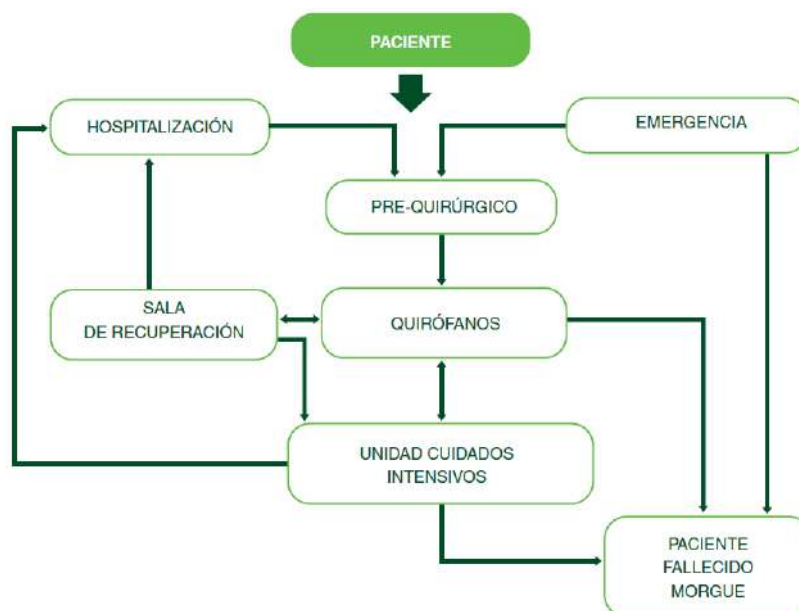 PACIENTE
HOSPITALIZACIÓN
EMERGENCIA
PRE-QUIRÚRGICO
SALA
DE RECUPERACIÓN
QUIRÓFANOS
UNIDAD CUIDADOS
INTENSIVOS
PACIENTE
FALLECIDO
MORGUE